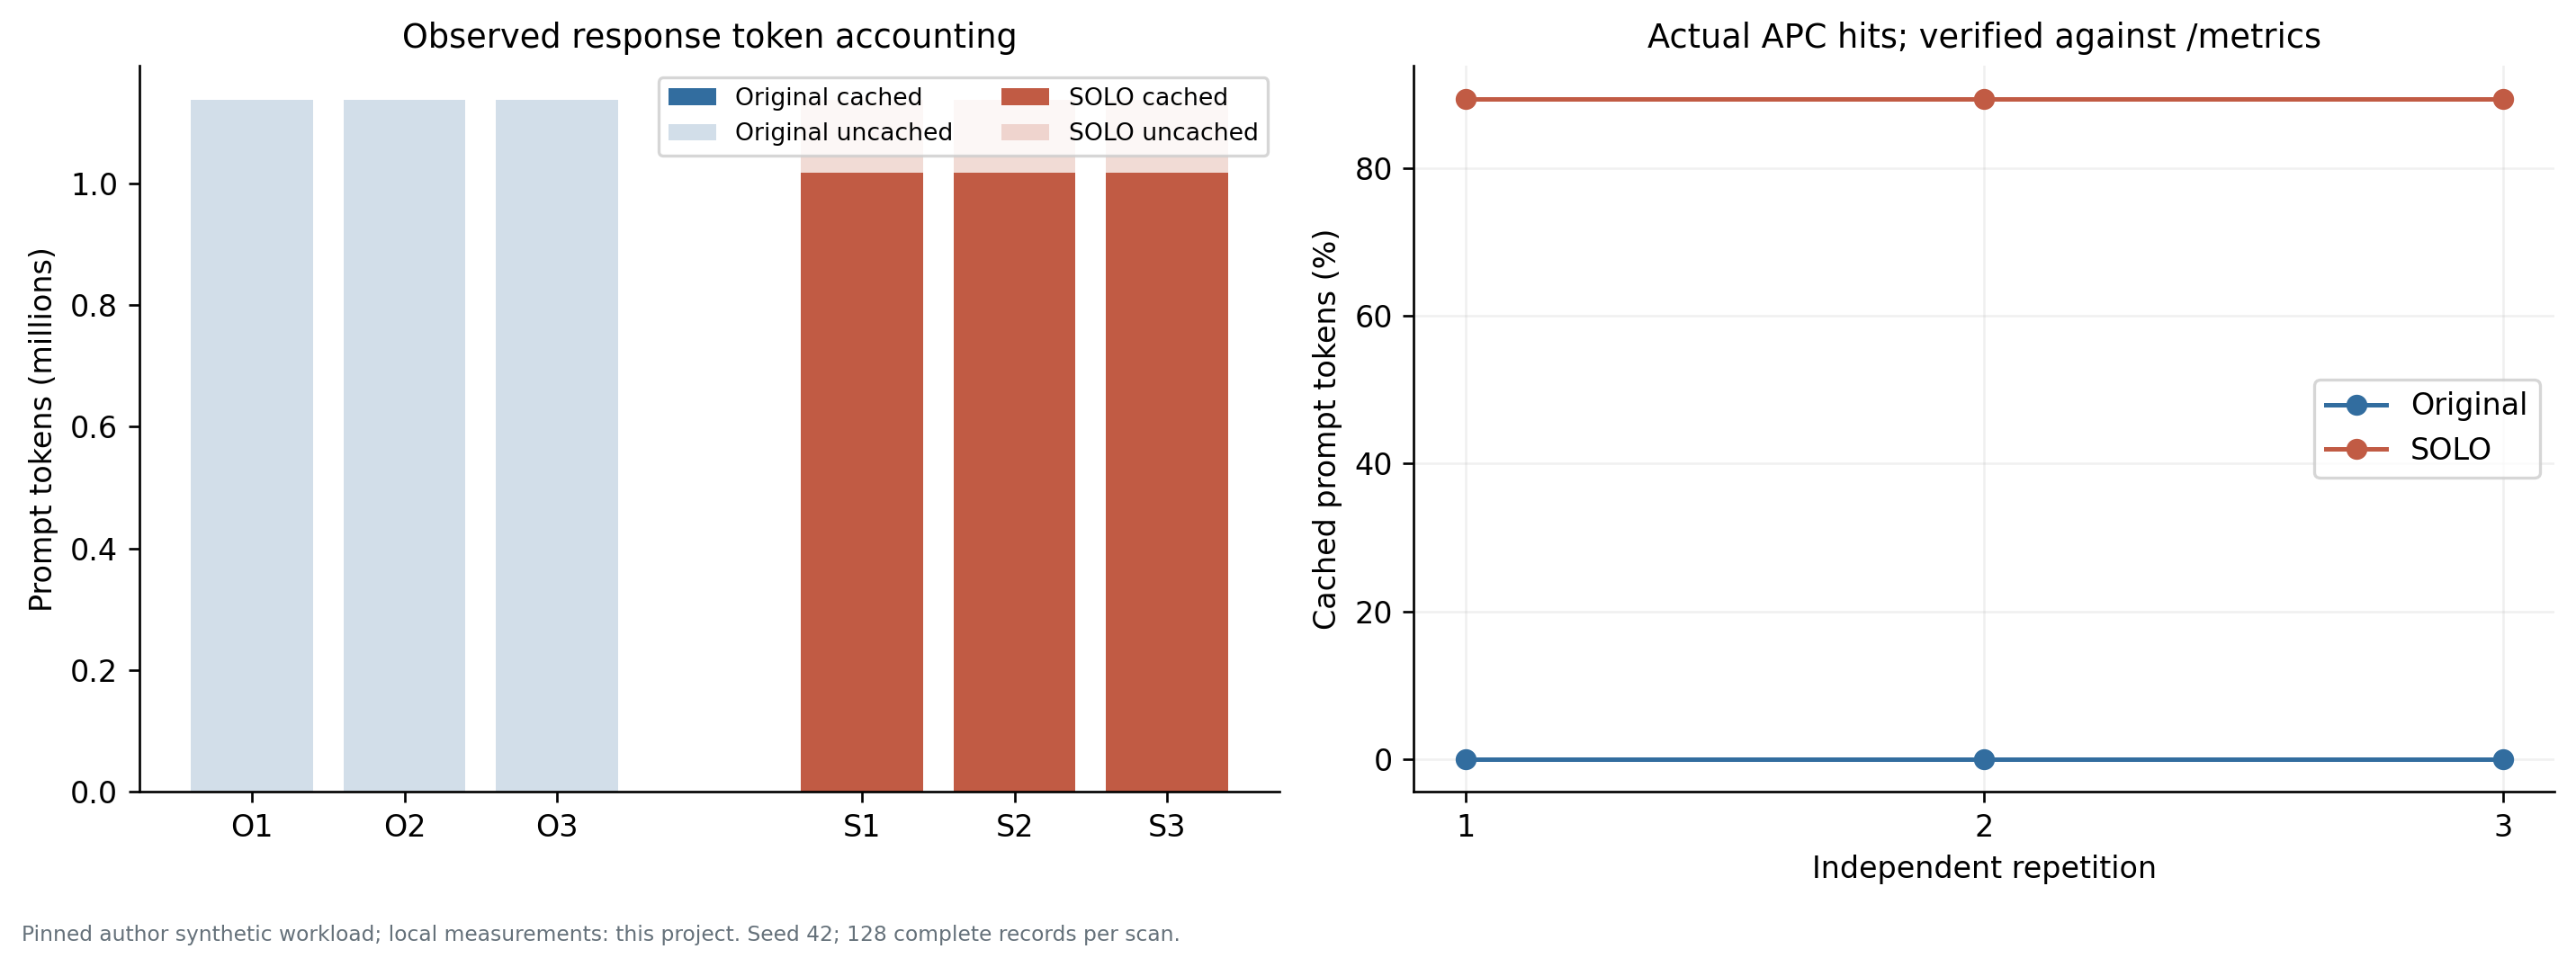 Observed response token accounting
Original cached
SOLO cached
Original uncached
SOLO uncached
Prompt tokens (millions)
1.0
0.8
0.6
0.4
0.2
0.0
O1 O2 O3 S1 S2 S3
Actual APC hits; verified against /metrics
Cached prompt tokens (%)
80
60
40
20
0
Original
SOLO
1 2 3
Independent repetition
Pinned author synthetic workload; local measurements: this project. Seed 42; 128 complete records per scan.